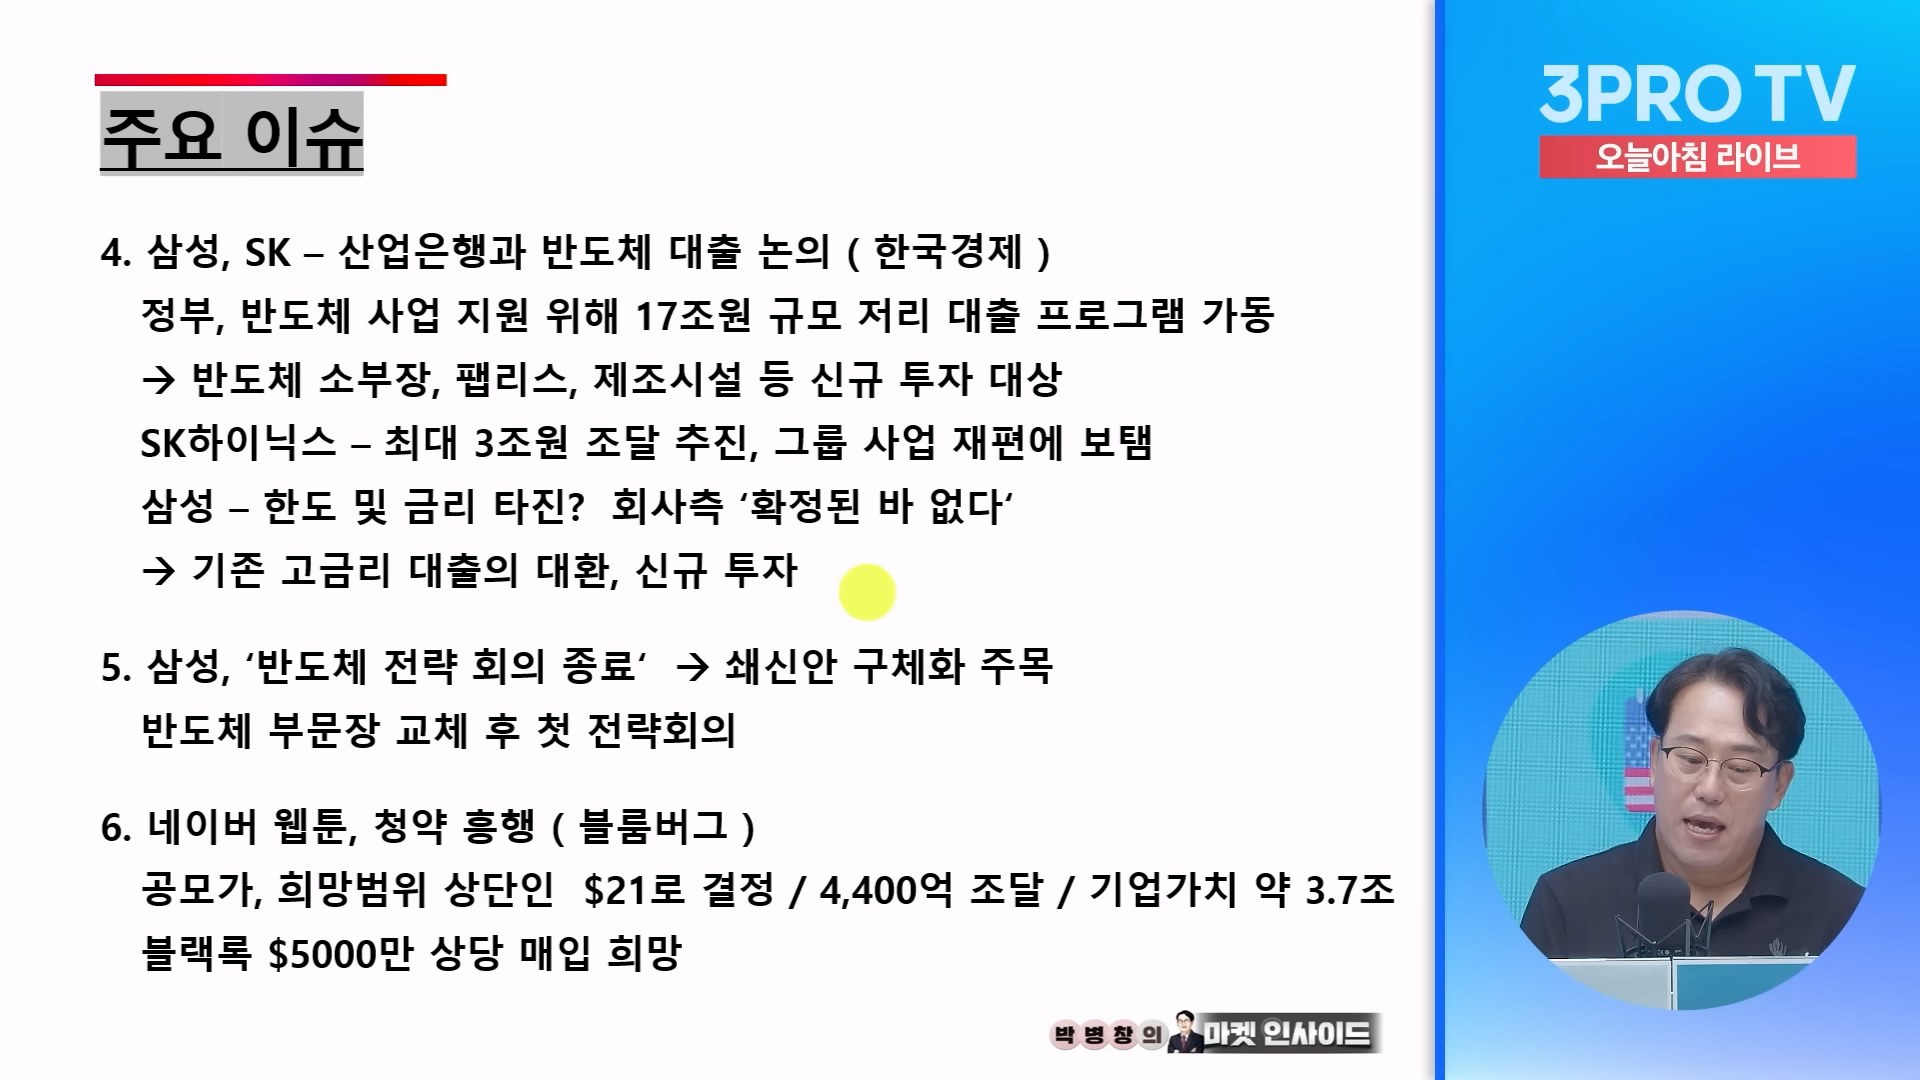 주요 이슈
4. 삼성, SK – 산업은행과 반도체 대출 논의 ( 한국경제 )
정부, 반도체 사업 지원 위해 17조원 규모 저리 대출 프로그램 가동
→ 반도체 소부장, 팹리스, 제조시설 등 신규 투자 대상
SK하이닉스 – 최대 3조원 조달 추진, 그룹 사업 재편에 보탬
삼성 – 한도 및 금리 타진? 회사측 ‘확정된 바 없다‘
→ 기존 고금리 대출의 대환, 신규 투자
5. 삼성, ‘반도체 전략 회의 종료‘ → 쇄신안 구체화 주목
반도체 부문장 교체 후 첫 전략회의
6. 네이버 웹툰, 청약 흥행 ( 블룸버그 )
공모가, 희망범위 상단인 $21로 결정 / 4,400억 조달 / 기업가치 약 3.7조
블랙록 $5000만 상당 매입 희망
박병창의 마켓 인사이드
3PRO TV
오늘아침 라이브